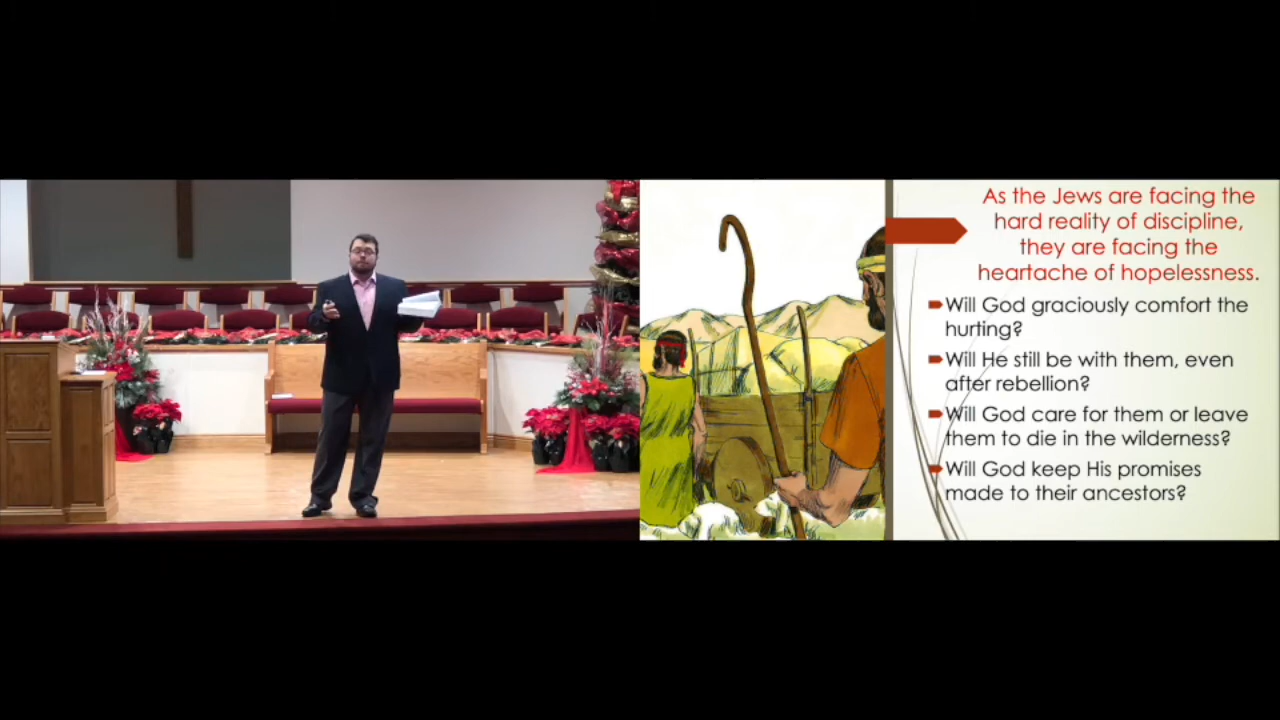 As the Jews are facing the
hard reality of discipline,
they are facing the
heartache of hopelessness.
Will God graciously comfort the
hurting?
Will He still be with them, even
after rebellion?
Will God care for them or leave
them to die in the wilderness?
Will God keep His promises
made to their ancestors?